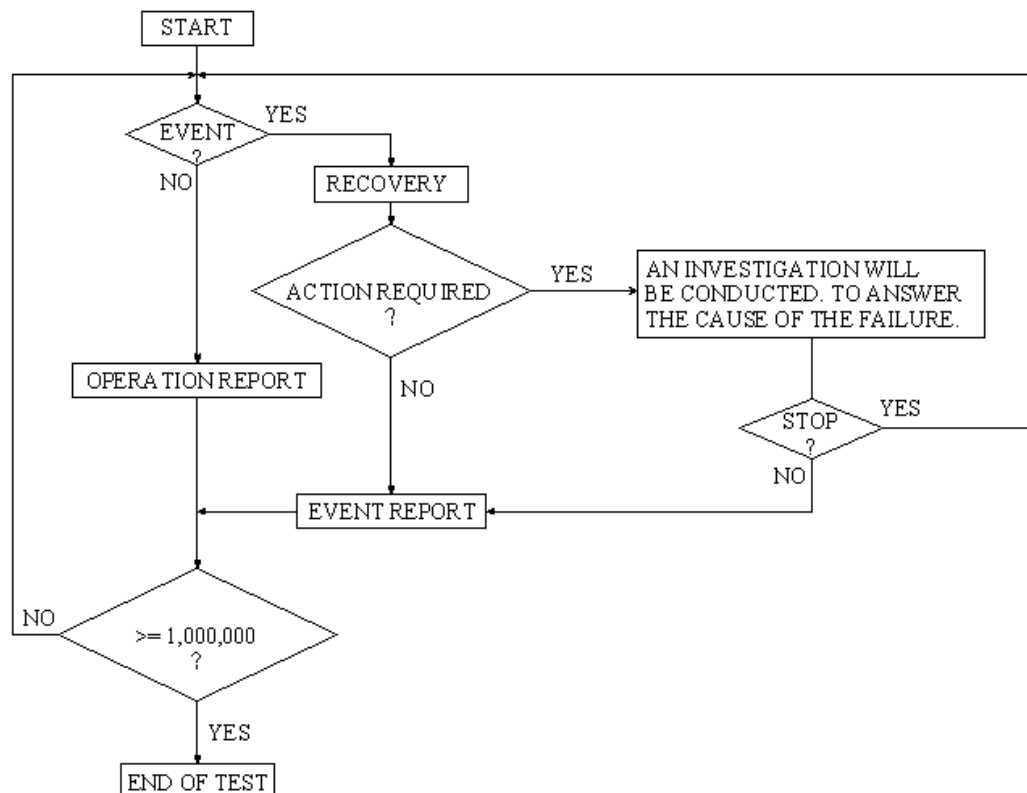 START
EVENT
?
YES
NO
RECOVERY
ACTION REQUIRED
?
YES
AN INVESTIGATION WILL
BE CONDUCTED. TO ANSWER
THE CAUSE OF THE FAILURE.
OPERATION REPORT
NO
STOP
?
YES
NO
EVENT REPORT
NO
>= 1,000,000
?
YES
END OF TEST